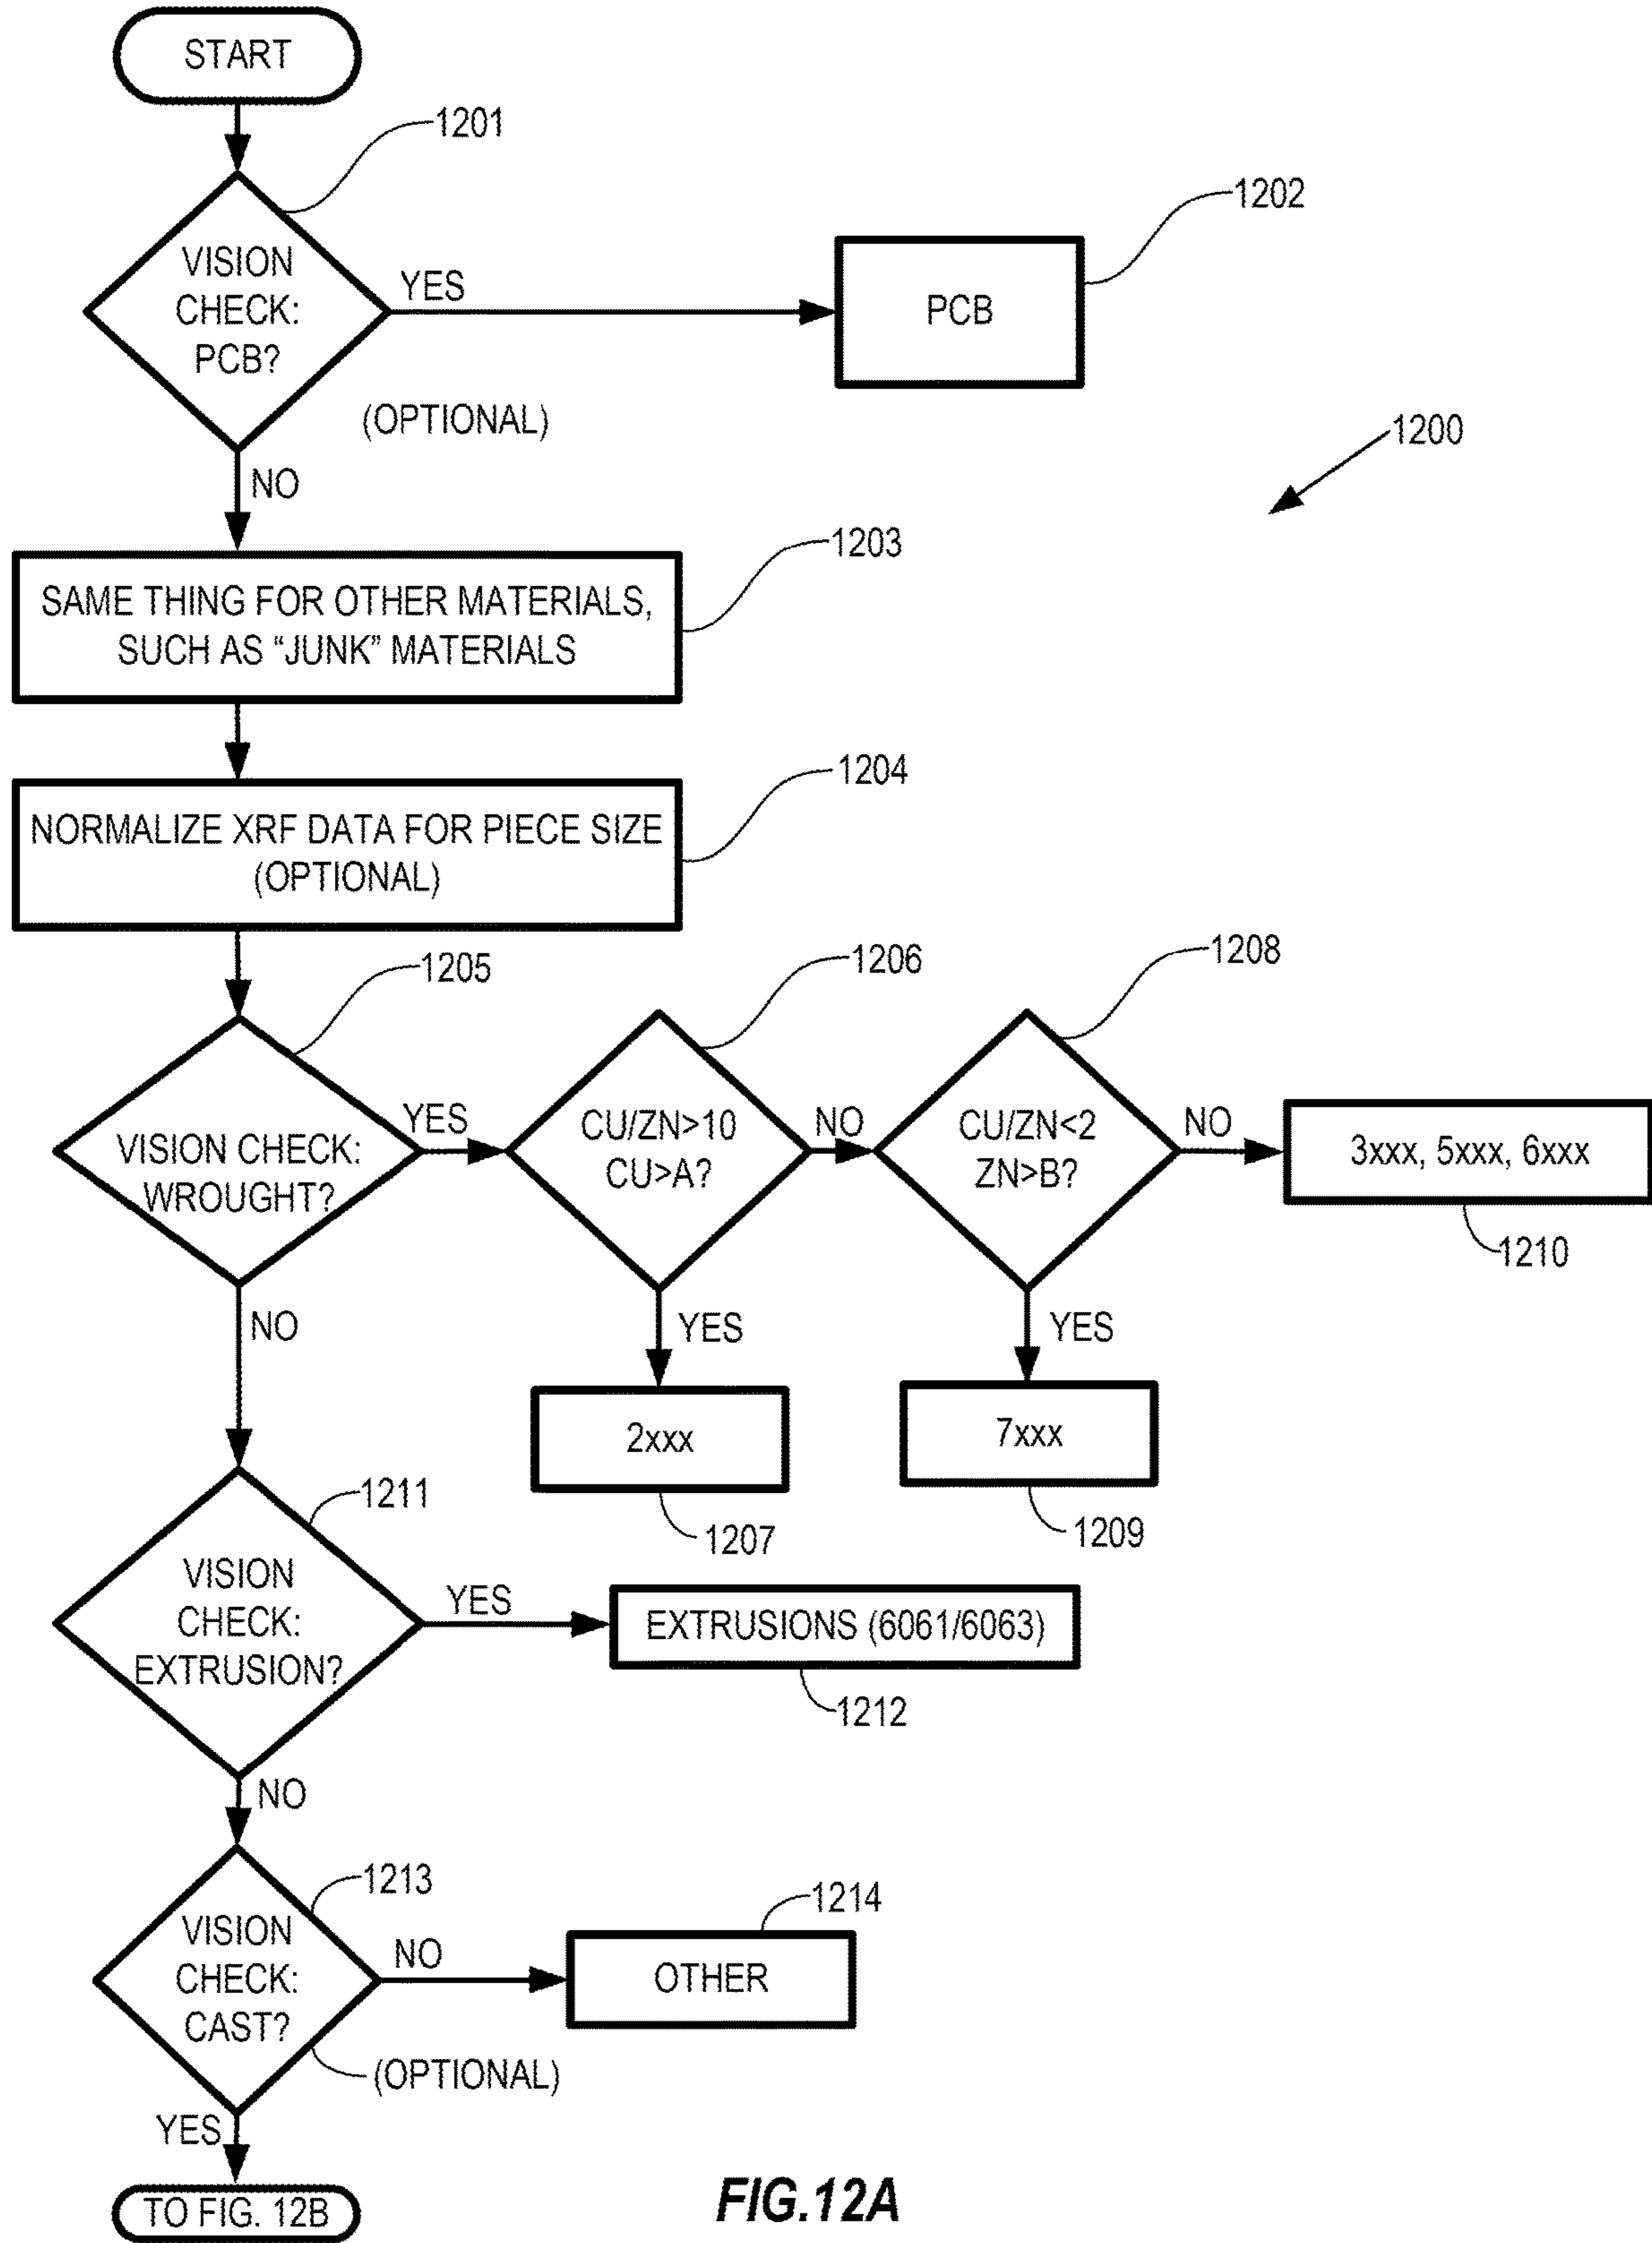 START
1201
VISION
CHECK:
PCB?
YES
1202
PCB
(OPTIONAL)
NO
1200
1203
SAME THING FOR OTHER MATERIALS,
SUCH AS “JUNK” MATERIALS
1204
NORMALIZE XRF DATA FOR PIECE SIZE
(OPTIONAL)
1205
VISION CHECK:
WROUGHT?
YES
1206
CU/ZN>10
CU>A?
NO
1208
CU/ZN<2
ZN>B?
NO
3xxx, 5xxx, 6xxx
1210
YES
2xxx
1207
YES
7xxx
1209
NO
1211
VISION
CHECK:
EXTRUSION?
YES
EXTRUSIONS (6061/6063)
1212
NO
1213
VISION
CHECK:
CAST?
NO
1214
OTHER
(OPTIONAL)
YES
TO FIG. 12B
FIG.12A